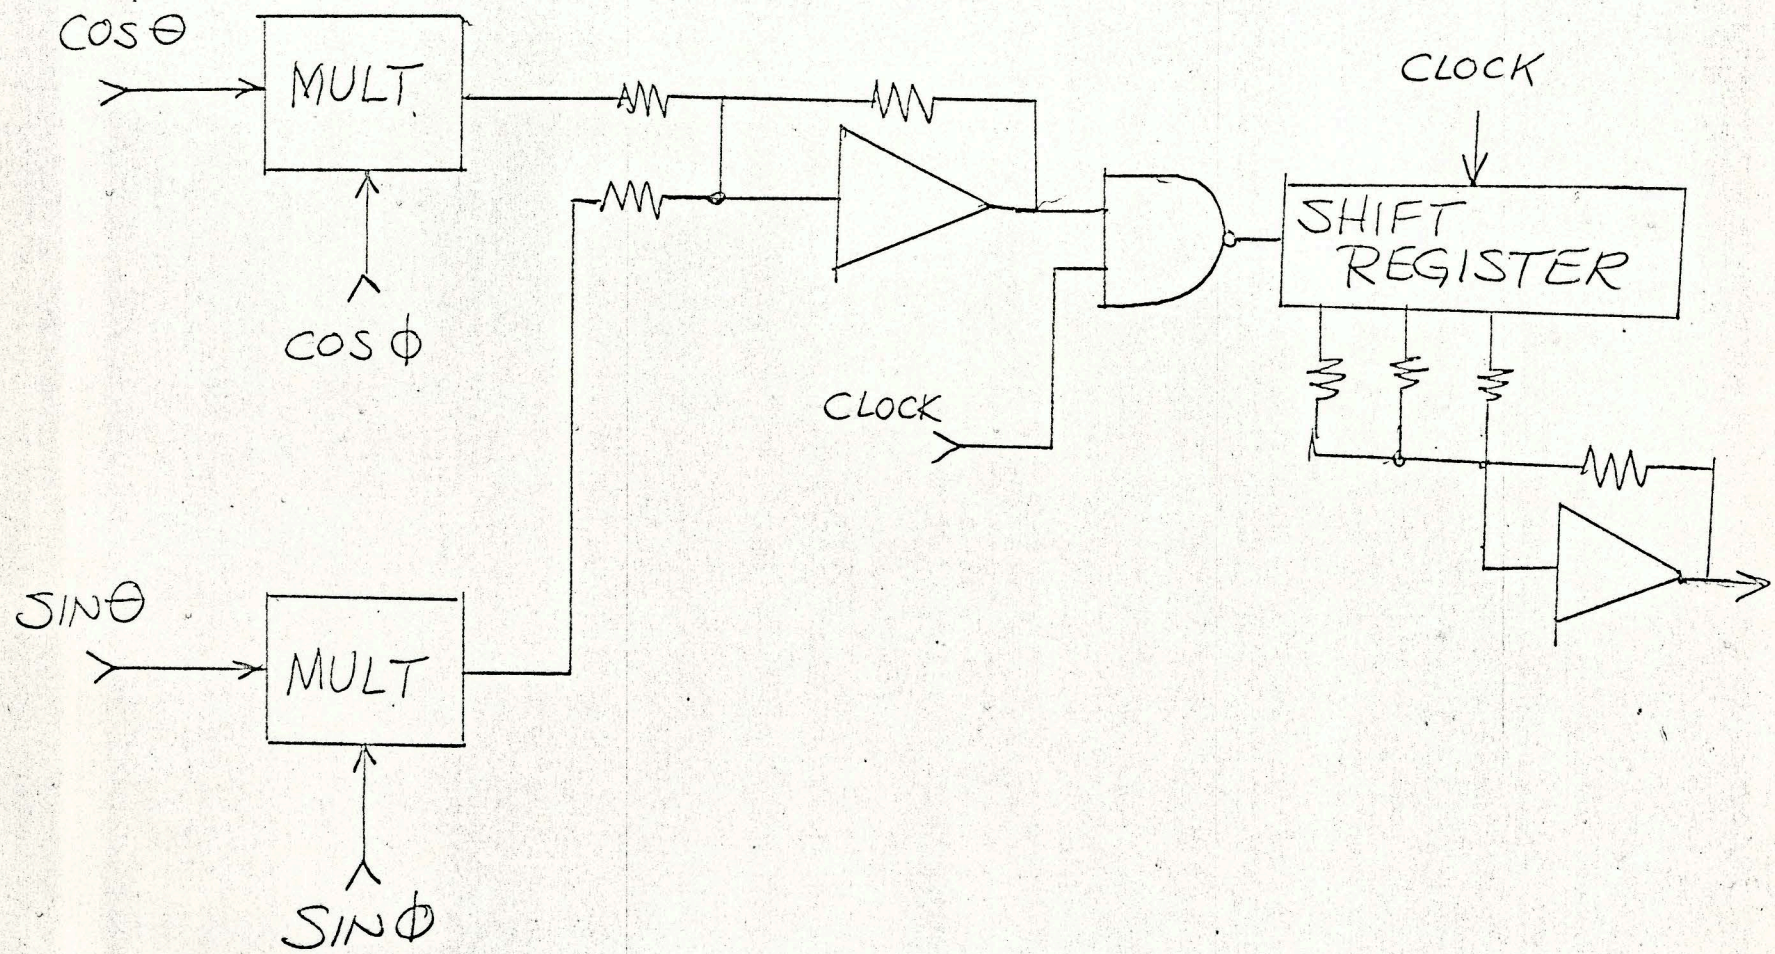 COS θ
MULT.
COS φ
CLOCK
SHIFT
REGISTER
CLOCK
SIN θ
MULT
SIN φ